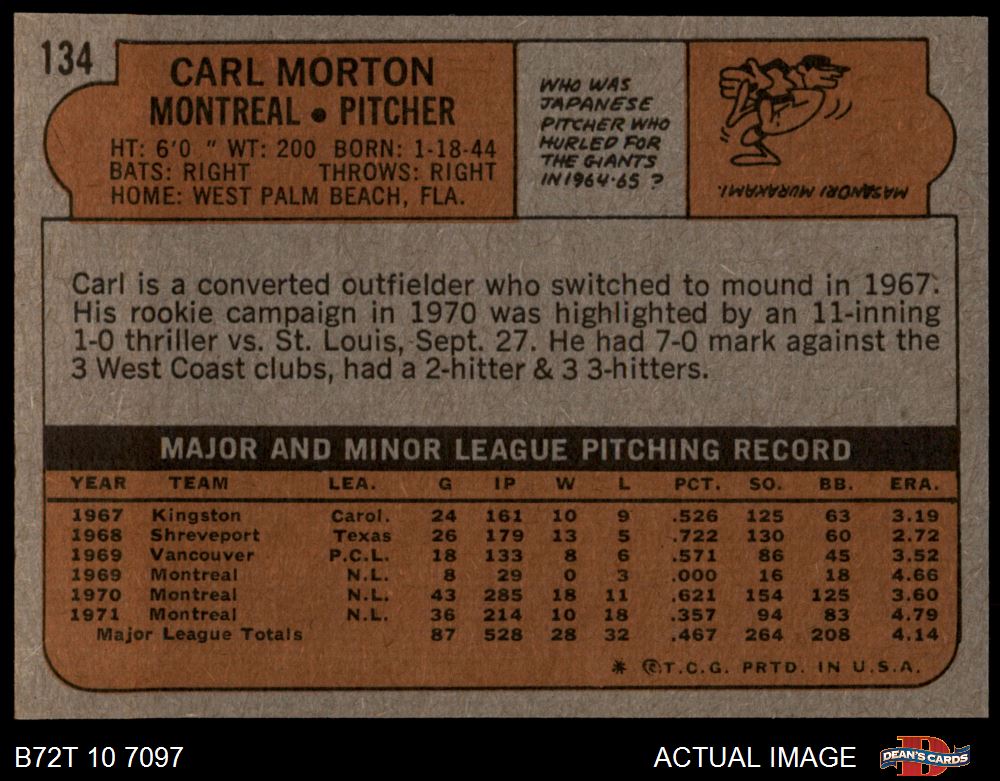 134
CARL MORTON
MONTREAL • PITCHER
HT: 6'0 " WT: 200 BORN: 1-18-44
BATS: RIGHT THROWS: RIGHT
HOME: WEST PALM BEACH, FLA.
WHO WAS
JAPANESE
PITCHER WHO
HURLED FOR
THE GIANTS
IN 1964-65 ?
MASANORI MURAKAMI.
Carl is a converted outfielder who switched to mound in 1967.
His rookie campaign in 1970 was highlighted by an 11-inning
1-0 thriller vs. St. Louis, Sept. 27. He had 7-0 mark against the
3 West Coast clubs, had a 2-hitter & 3 3-hitters.
MAJOR AND MINOR LEAGUE PITCHING RECORD
YEAR TEAM LEA. G IP W L PCT. SO. BB. ERA.
1967 Kingston Carol. 24 161 10 9 .526 125 63 3.19
1968 Shreveport Texas 26 179 13 5 .722 130 60 2.72
1969 Vancouver P.C.L. 18 133 8 6 .571 86 45 3.52
1969 Montreal N.L. 8 29 0 3 .000 16 18 4.66
1970 Montreal N.L. 43 285 18 11 .621 154 125 3.60
1971 Montreal N.L. 36 214 10 18 .357 94 83 4.79
Major League Totals 87 528 28 32 .467 264 208 4.14
* ©T.C.G. PRTD. IN U.S.A.
B72T 10 7097
ACTUAL IMAGE
DEAN'S CARDS